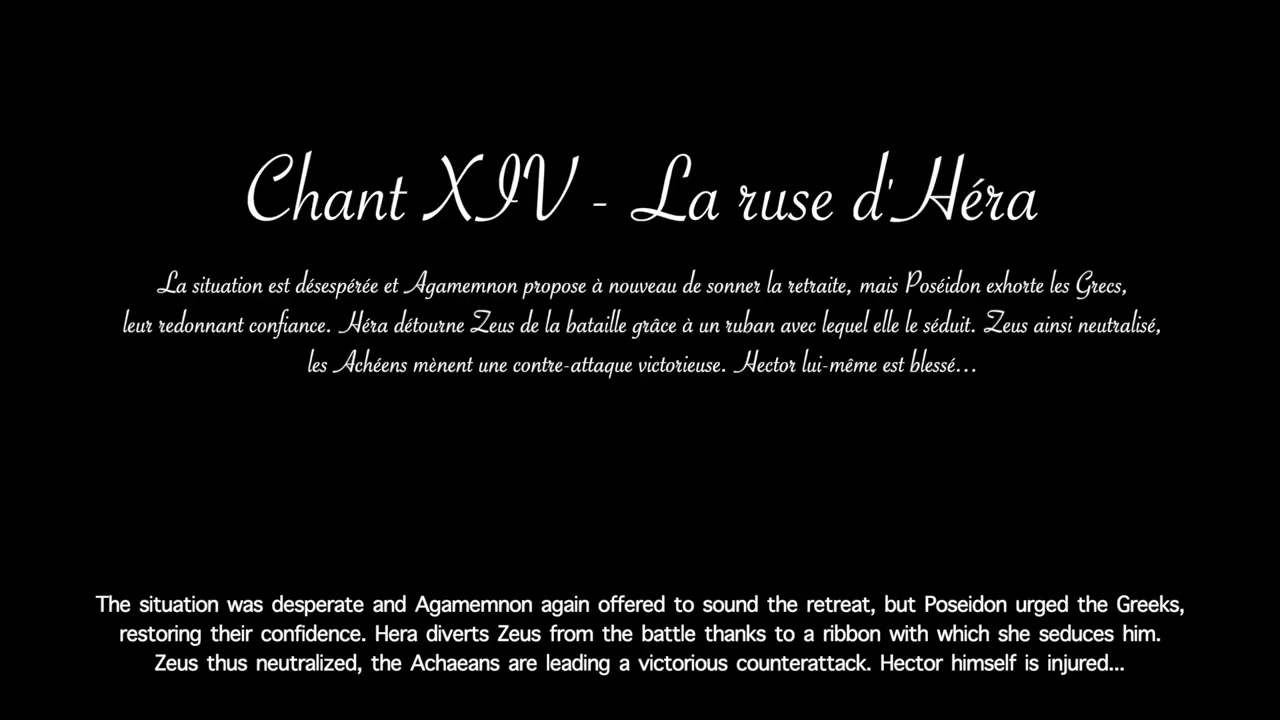 Chant XIV - La ruse d'Héra
La situation est désespérée et Agamemnon propose à nouveau de sonner la retraite, mais Poséidon exhorte les Grecs,
leur redonnant confiance. Héra détourne Zeus de la bataille grâce à un ruban avec lequel elle le séduit. Zeus ainsi neutralisé,
les Achéens mènent une contre-attaque victorieuse. Hector lui-même est blessé...
The situation was desperate and Agamemnon again offered to sound the retreat, but Poseidon urged the Greeks,
restoring their confidence. Hera diverts Zeus from the battle thanks to a ribbon with which she seduces him.
Zeus thus neutralized, the Achaeans are leading a victorious counterattack. Hector himself is injured...